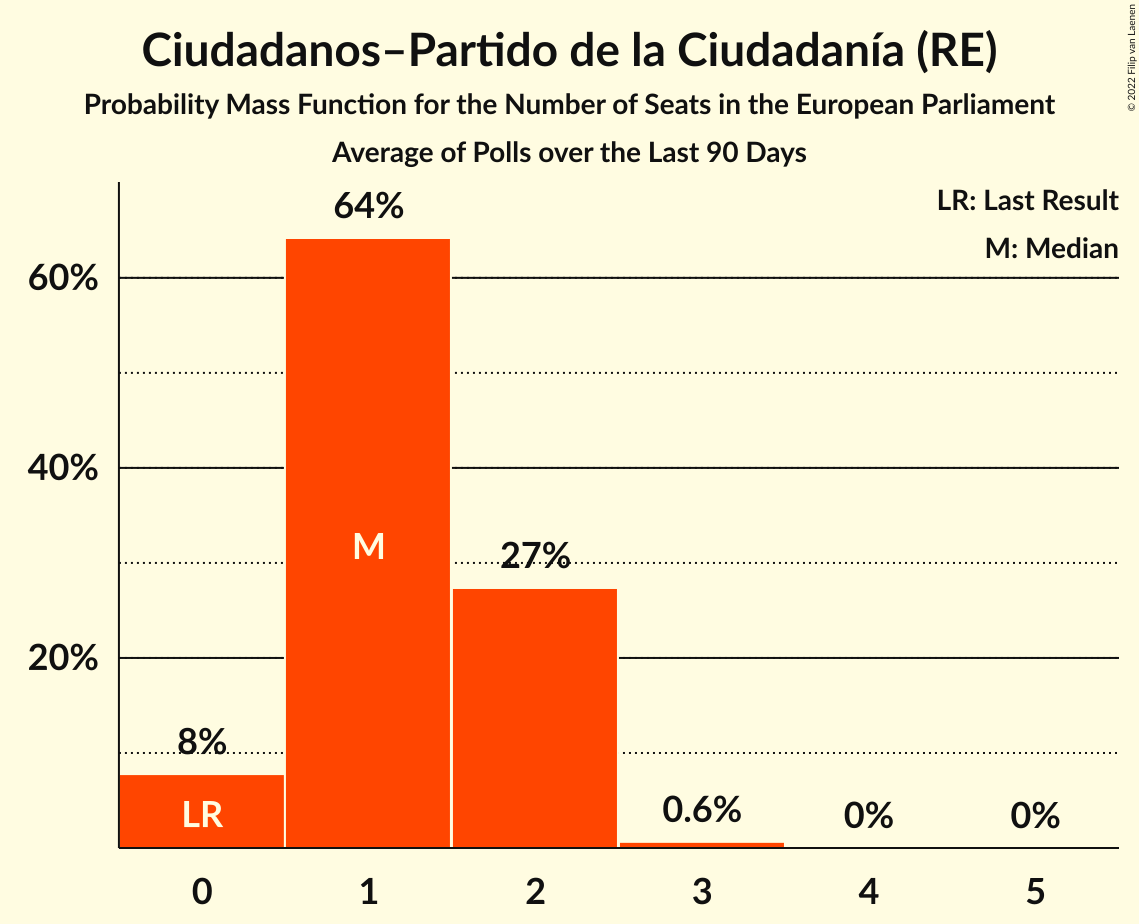 Ciudadanos–Partido de la Ciudadanía (RE)
Probability Mass Function for the Number of Seats in the European Parliament
Average of Polls over the Last 90 Days
© 2022 Filip van Laenen
LR: Last Result
M: Median
64%
60%
40%
M
27%
20%
8%
LR
0.6%
0%
0%
0 1 2 3 4 5